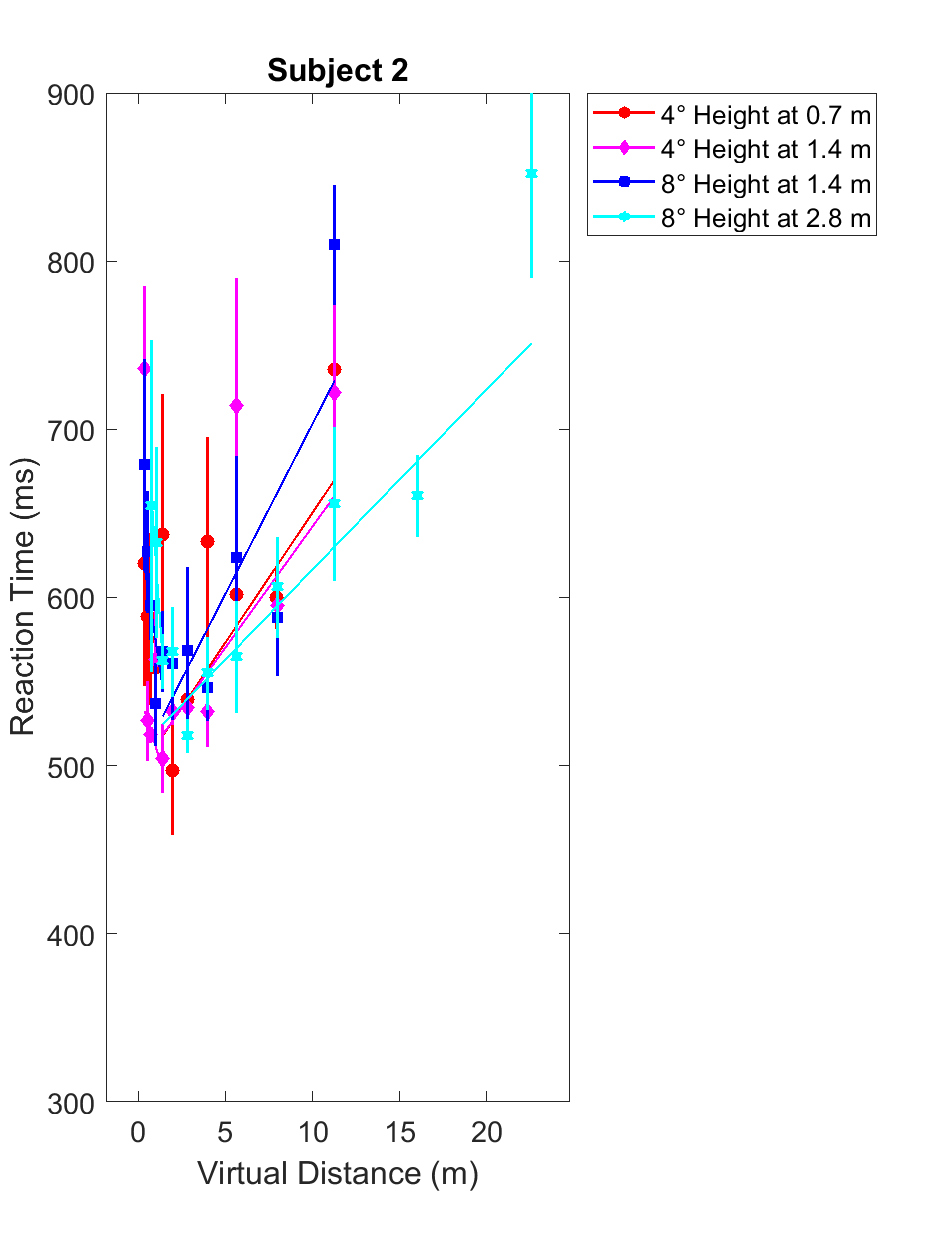 Subject 2
900
800
700
600
500
400
300
Reaction Time (ms)
0 5 10 15 20
Virtual Distance (m)
4° Height at 0.7 m
4° Height at 1.4 m
8° Height at 1.4 m
8° Height at 2.8 m